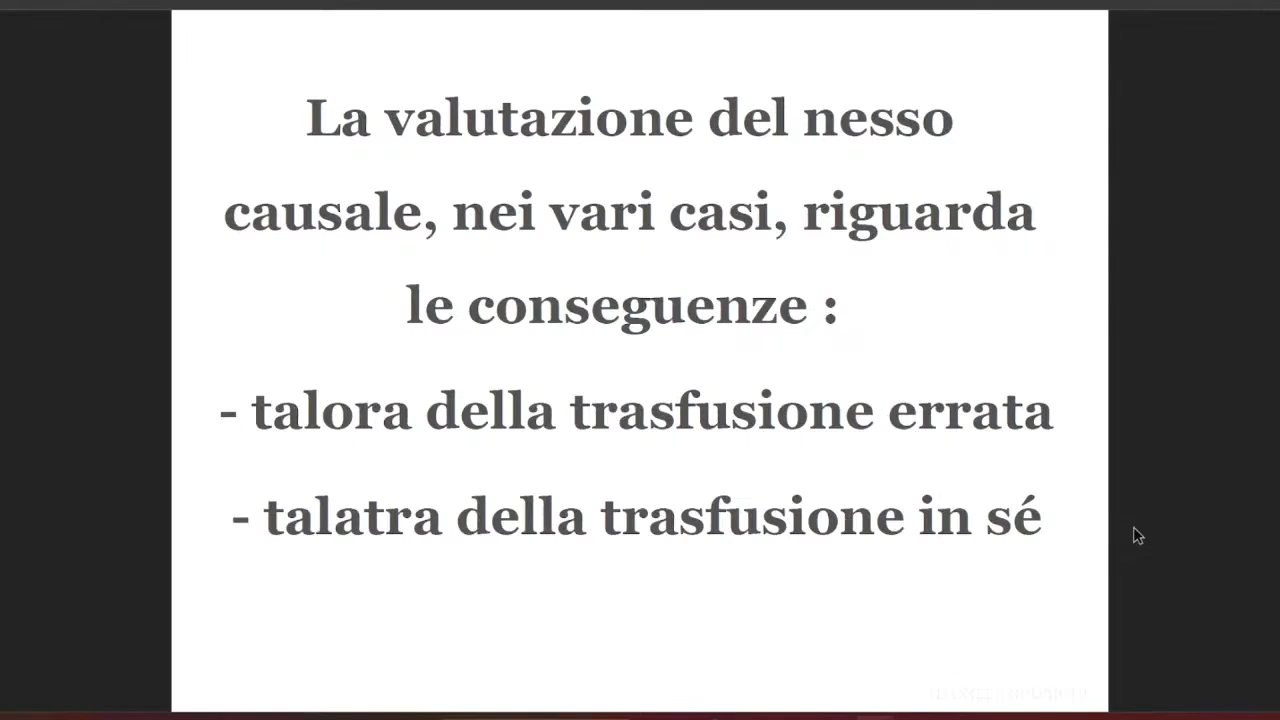 La valutazione del nesso
causale, nei vari casi, riguarda
le conseguenze :
- talora della trasfusione errata
- talatra della trasfusione in sé